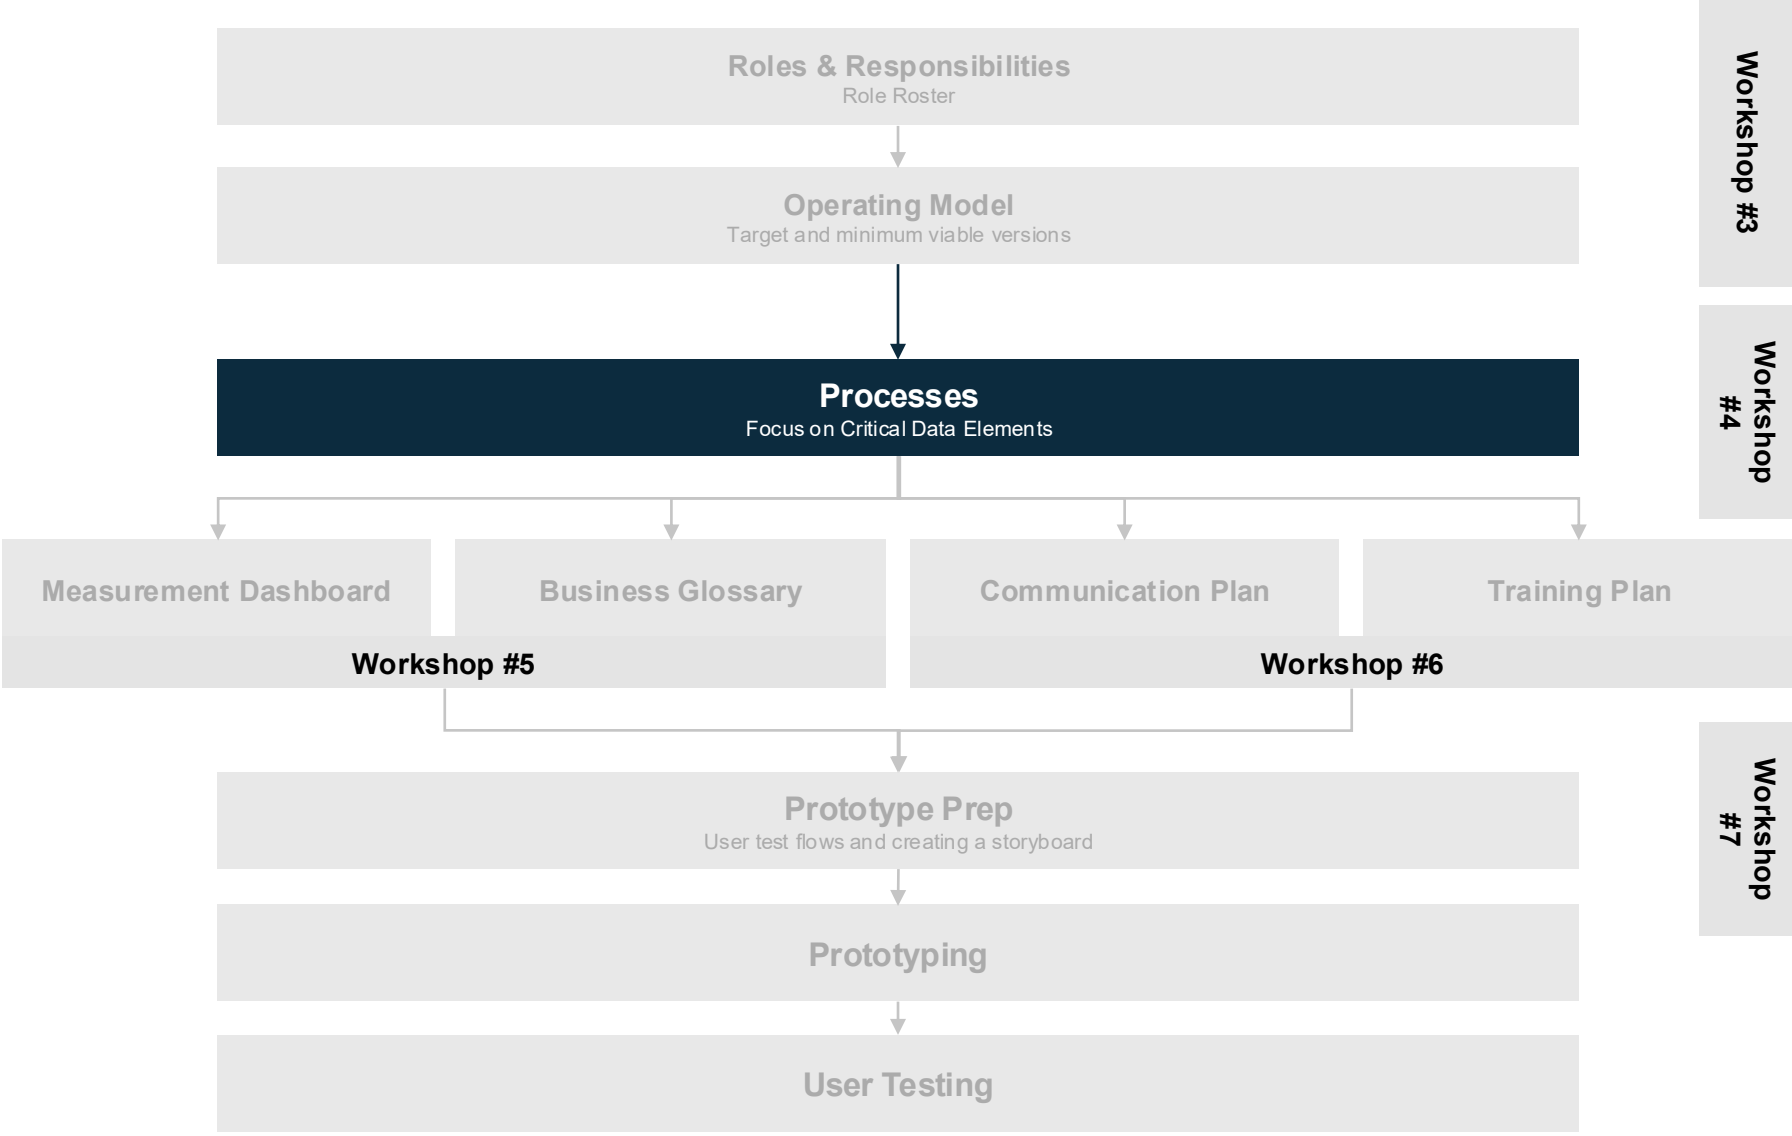 Roles & Responsibilities
Role Roster
Workshop #3
Operating Model
Target and minimum viable versions
Processes
Focus on Critical Data Elements
Workshop
#4
Measurement Dashboard
Business Glossary
Communication Plan
Training Plan
Workshop #5
Workshop #6
Prototype Prep
User test flows and creating a storyboard
Workshop
#7
Prototyping
User Testing